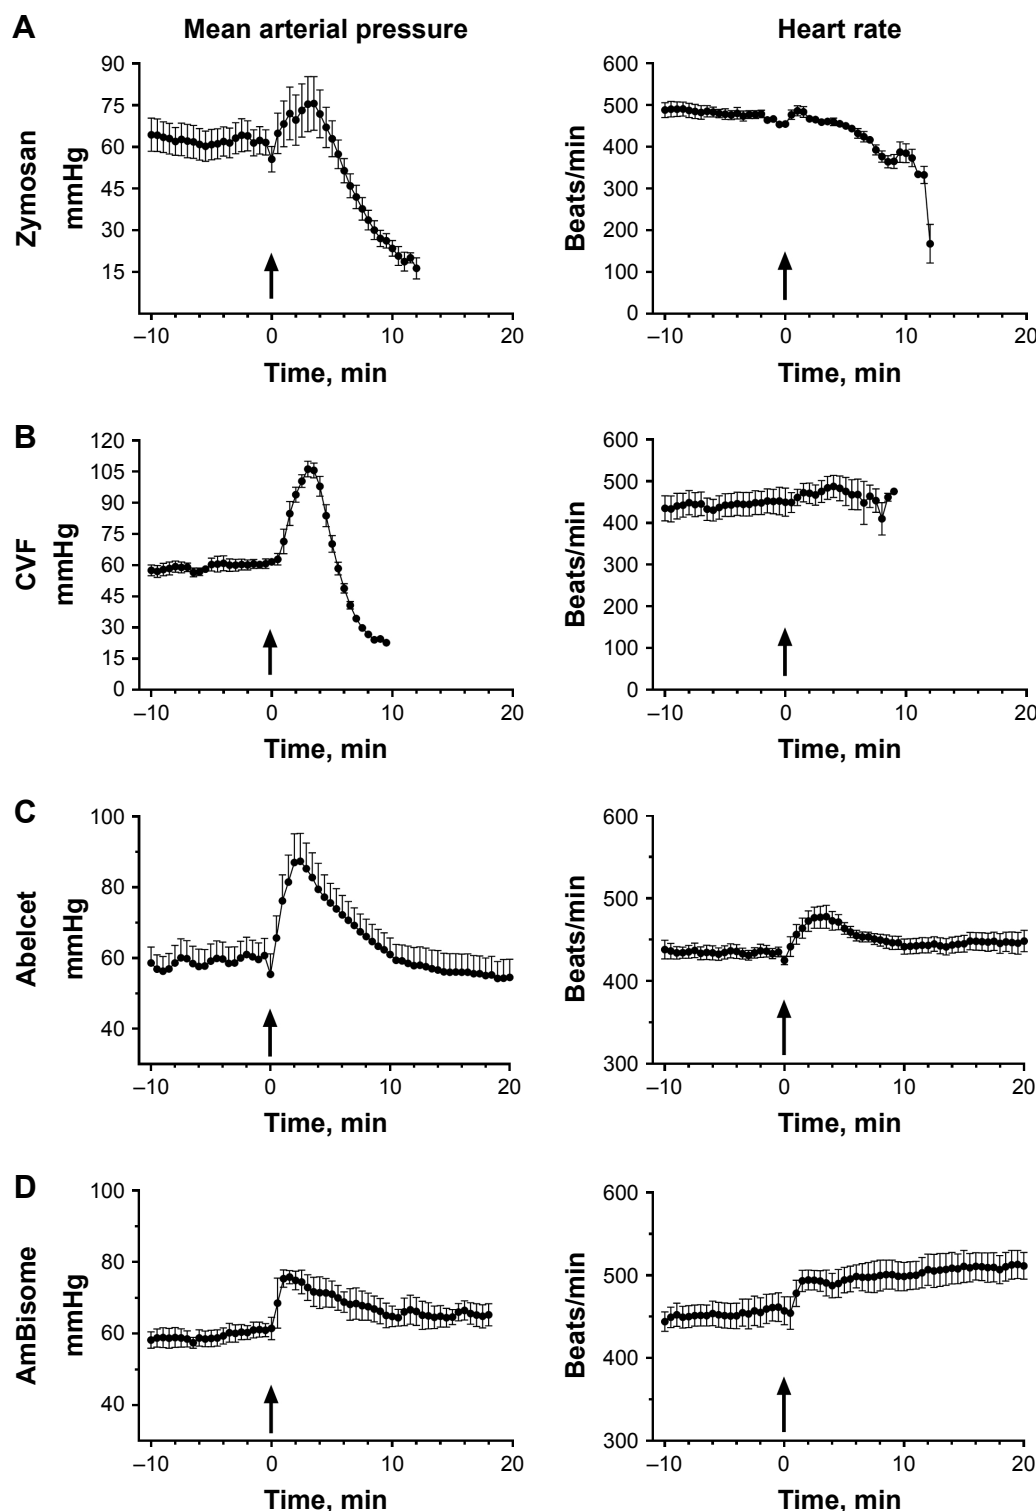 A
Mean arterial pressure
Heart rate
Zymosan
mmHg
90
75
60
45
30
15
–10
0
10
20
Time, min
Beats/min
600
500
400
300
200
100
0
–10
0
10
20
Time, min
B
CVF
mmHg
120
105
90
75
60
45
30
15
0
–10
0
10
20
Time, min
Beats/min
600
500
400
300
200
100
0
–10
0
10
20
Time, min
C
Abelcet
mmHg
100
80
60
40
–10
0
10
20
Time, min
Beats/min
600
500
400
300
–10
0
10
20
Time, min
D
AmBisome
mmHg
100
80
60
40
–10
0
10
20
Time, min
Beats/min
600
500
400
300
–10
0
10
20
Time, min